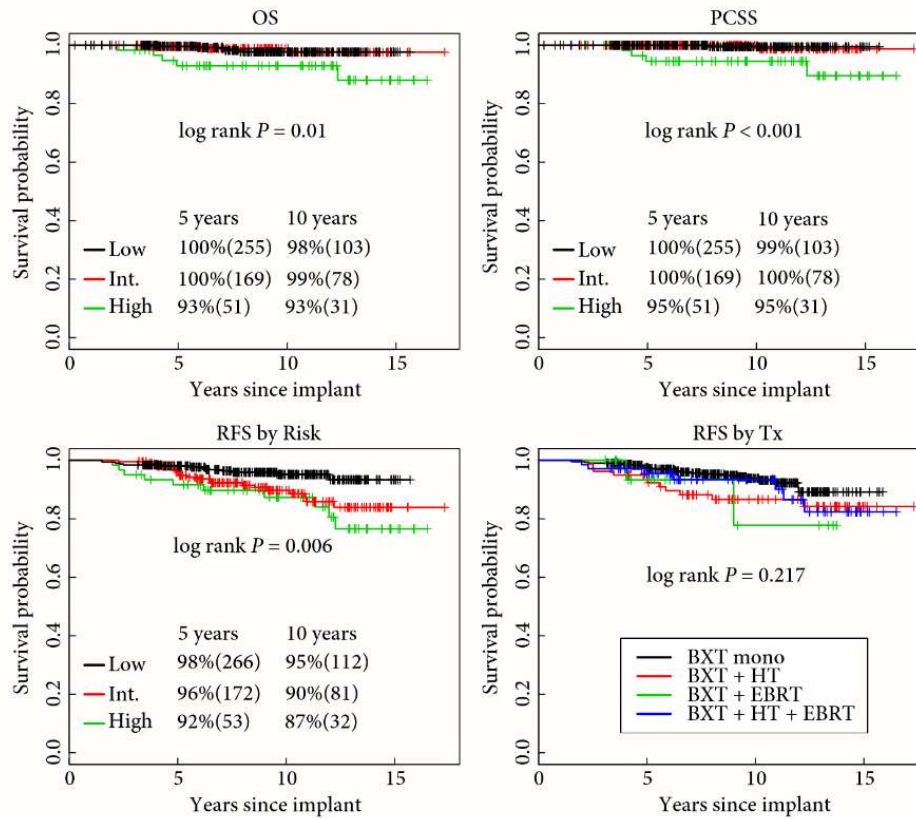 OS
Survival probability
1.0
0.8
0.6
0.4
0.2
0.0
log rank P = 0.01
5 years 10 years
Low 100%(255) 98%(103)
Int. 100%(169) 99%(78)
High 93%(51) 93%(31)
0 5 10 15
Years since implant
PCSS
Survival probability
1.0
0.8
0.6
0.4
0.2
0.0
log rank P < 0.001
5 years 10 years
Low 100%(255) 99%(103)
Int. 100%(169) 100%(78)
High 95%(51) 95%(31)
0 5 10 15
Years since implant
RFS by Risk
Survival probability
1.0
0.8
0.6
0.4
0.2
0.0
log rank P = 0.006
5 years 10 years
Low 98%(266) 95%(112)
Int. 96%(172) 90%(81)
High 92%(53) 87%(32)
0 5 10 15
Years since implant
RFS by Tx
Survival probability
1.0
0.8
0.6
0.4
0.2
0.0
log rank P = 0.217
BXT mono
BXT + HT
BXT + EBRT
BXT + HT + EBRT
0 5 10 15
Years since implant